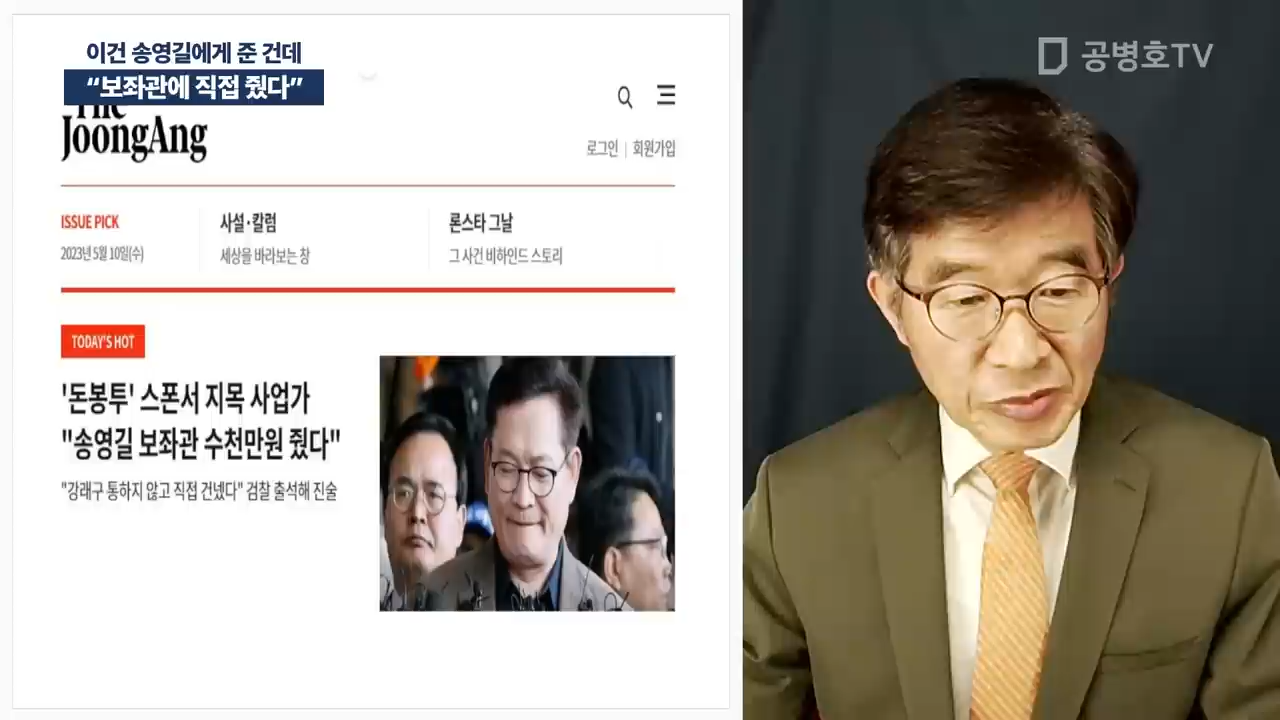 이건 송영길에게 준 건데
“보좌관에 직접 줬다”
공병호TV
The
JoongAng
로그인 | 회원가입
ISSUE PICK
2023년 5월 10일(수)
사설·칼럼
세상을 바라보는 창
론스타 그날
그 사건 비하인드 스토리
TODAY'S HOT
'돈봉투' 스폰서 지목 사업가
"송영길 보좌관 수천만원 줬다"
"강래구 통하지 않고 직접 건넸다" 검찰 출석해 진술